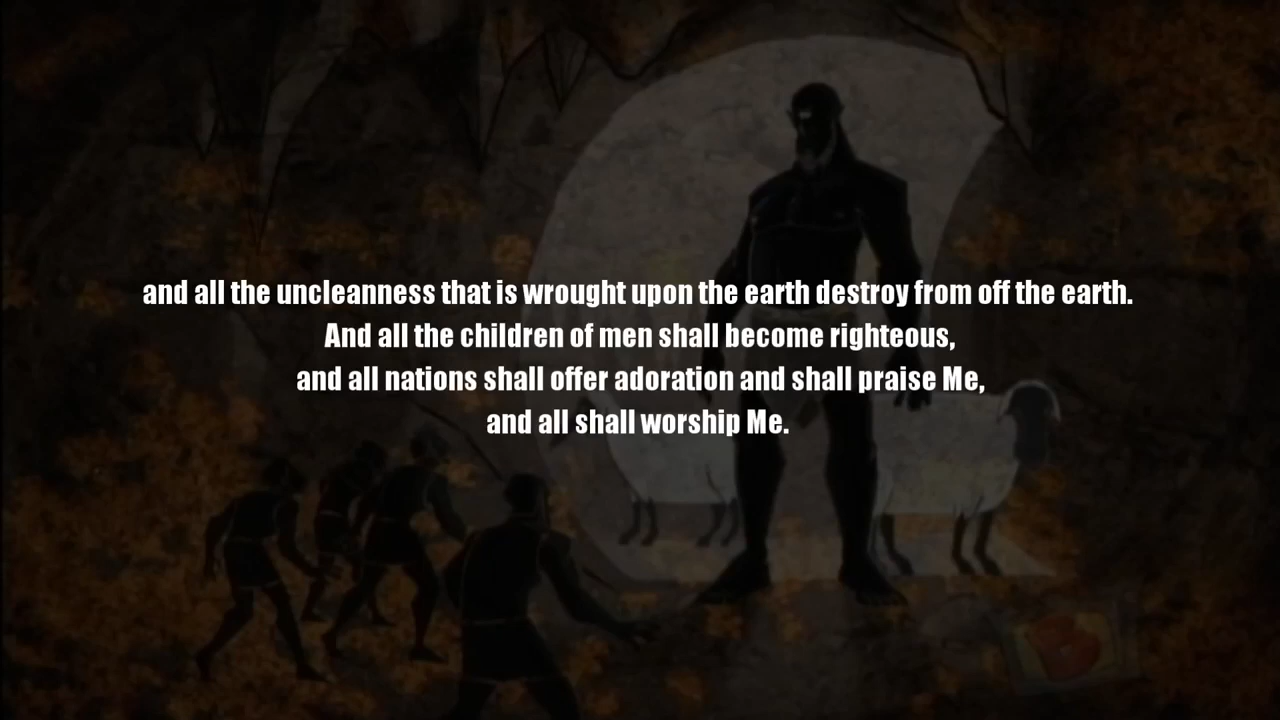 and all the uncleanness that is wrought upon the earth destroy from off the earth.
And all the children of men shall become righteous,
and all nations shall offer adoration and shall praise Me,
and all shall worship Me.